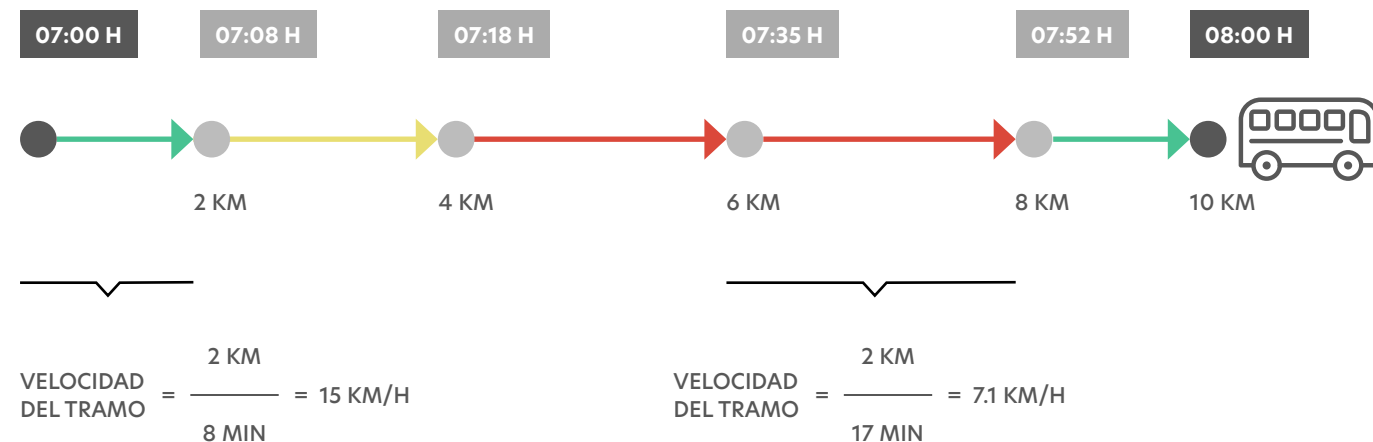 07:00 H
07:08 H
07:18 H
07:35 H
07:52 H
08:00 H
2 KM
4 KM
6 KM
8 KM
10 KM
VELOCIDAD
DEL TRAMO
=
2 KM
8 MIN
= 15 KM/H
VELOCIDAD
DEL TRAMO
=
2 KM
17 MIN
= 7.1 KM/H